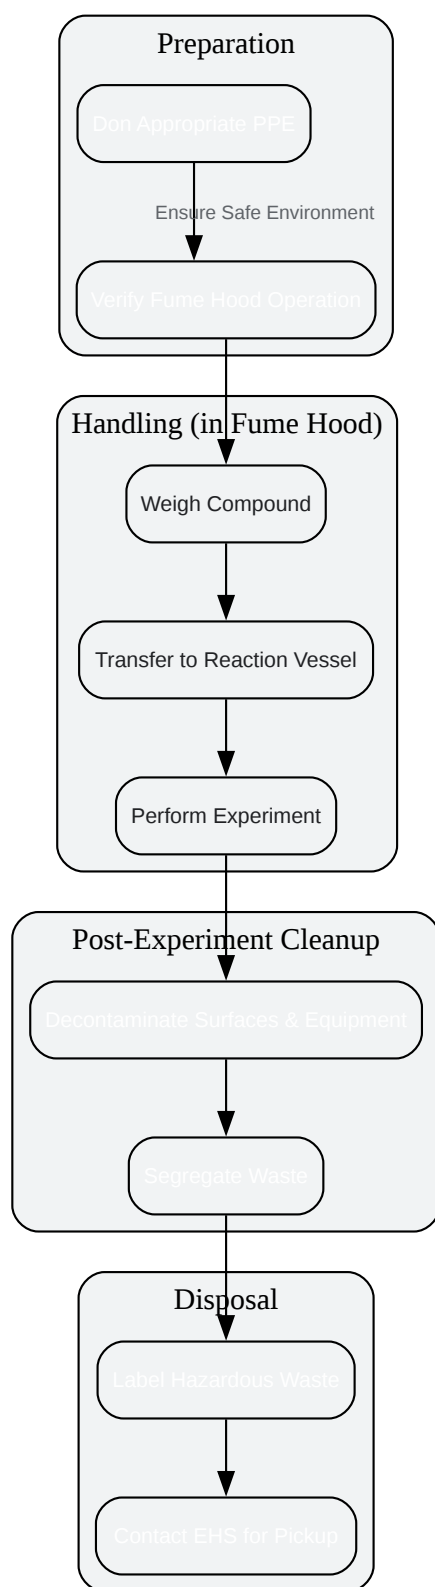 Preparation
Don Appropriate PPE
Ensure Safe Environment
Verify Fume Hood Operation
Handling (in Fume Hood)
Weigh Compound
Transfer to Reaction Vessel
Perform Experiment
Post-Experiment Cleanup
Decontaminate Surfaces & Equipment
Segregate Waste
Disposal
Label Hazardous Waste
Contact EHS for Pickup